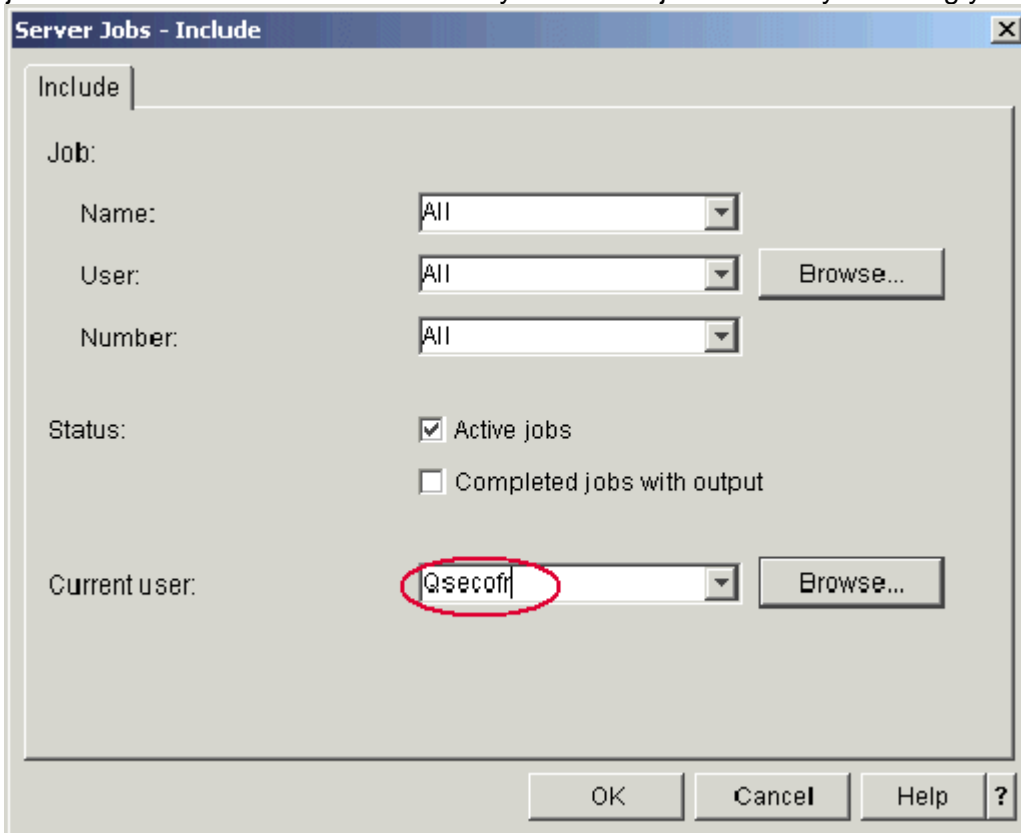 Server Jobs - Include
Include
Job:
Name: All
User: All Browse...
Number: All
Status: Active jobs
Completed jobs with output
Current user: Qsecofr Browse...
OK Cancel Help ?